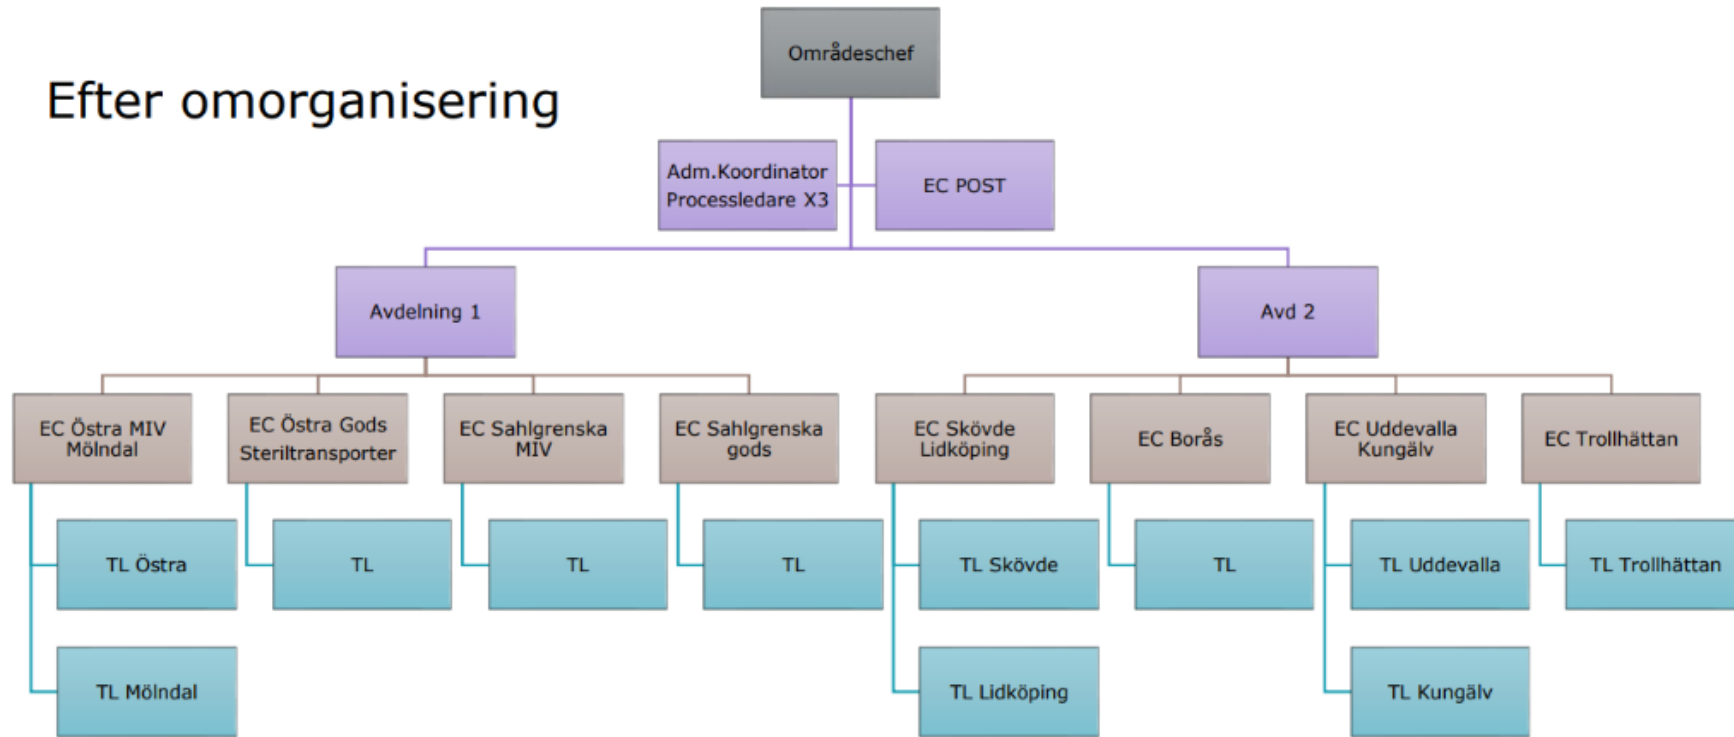 Områdeschef
Efter omorganisering
Adm.Koordinator
Processledare X3
EC POST
Avdelning 1
Avd 2
EC Östra MIV
Mölndal
EC Östra Gods
Steriltransporter
EC Sahlgrenska
MIV
EC Sahlgrenska
gods
EC Skövde
Lidköping
EC Borås
EC Uddevalla
Kungälv
EC Trollhättan
TL Östra
TL
TL
TL
TL Skövde
TL
TL Uddevalla
TL Trollhättan
TL Mölndal
TL Lidköping
TL Kungälv